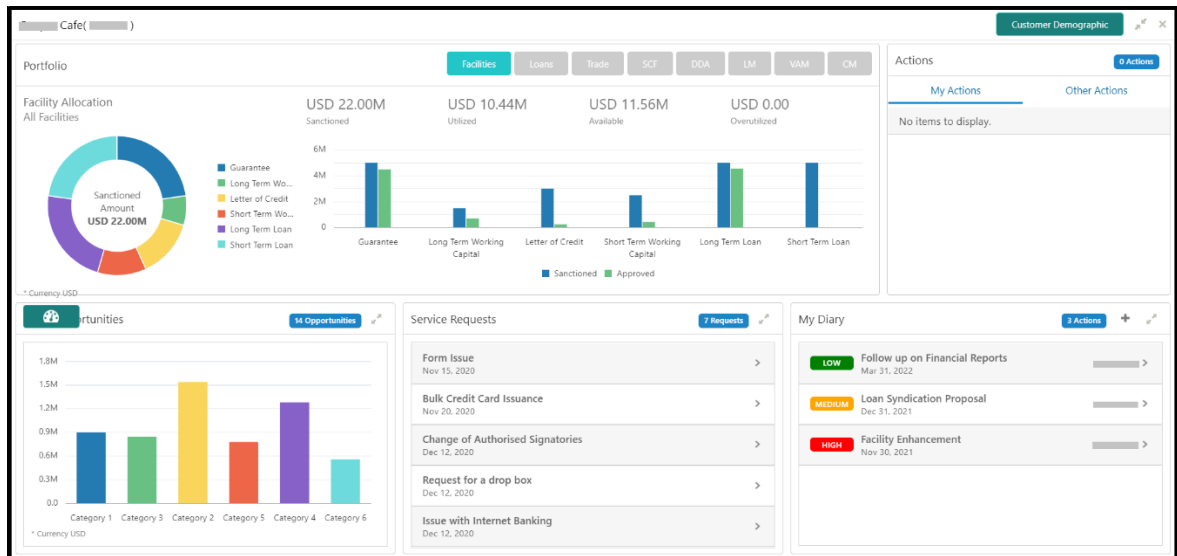 Cafe( )
Customer Demographic
Portfolio
Facilities
Loans
Trade
SCF
DDA
LM
VAM
CM
Facility Allocation
All Facilities
USD 22.00M
Sanctioned
USD 10.44M
Utilized
USD 11.56M
Available
USD 0.00
Overutilized
Sanctioned
Amount
USD 22.00M
Guarantee
Long Term Wo...
Letter of Credit
Short Term Wo...
Long Term Loan
Short Term Loan
* Currency USD
6M
4M
2M
0
Guarantee
Long Term Working
Capital
Letter of Credit
Short Term Working
Capital
Long Term Loan
Short Term Loan
Sanctioned
Approved
Actions
0 Actions
My Actions
Other Actions
No items to display.
rtunities
14 Opportunities
1.8M
1.5M
1.2M
0.9M
0.6M
0.3M
0.0
Category 1
Category 3
Category 2
Category 5
Category 4
Category 6
* Currency USD
Service Requests
7 Requests
Form Issue
Nov 15, 2020
Bulk Credit Card Issuance
Nov 20, 2020
Change of Authorised Signatories
Dec 12, 2020
Request for a drop box
Dec 12, 2020
Issue with Internet Banking
Dec 12, 2020
My Diary
3 Actions
LOW
Follow up on Financial Reports
Mar 31, 2022
MEDIUM
Loan Syndication Proposal
Dec 31, 2021
HIGH
Facility Enhancement
Nov 30, 2021